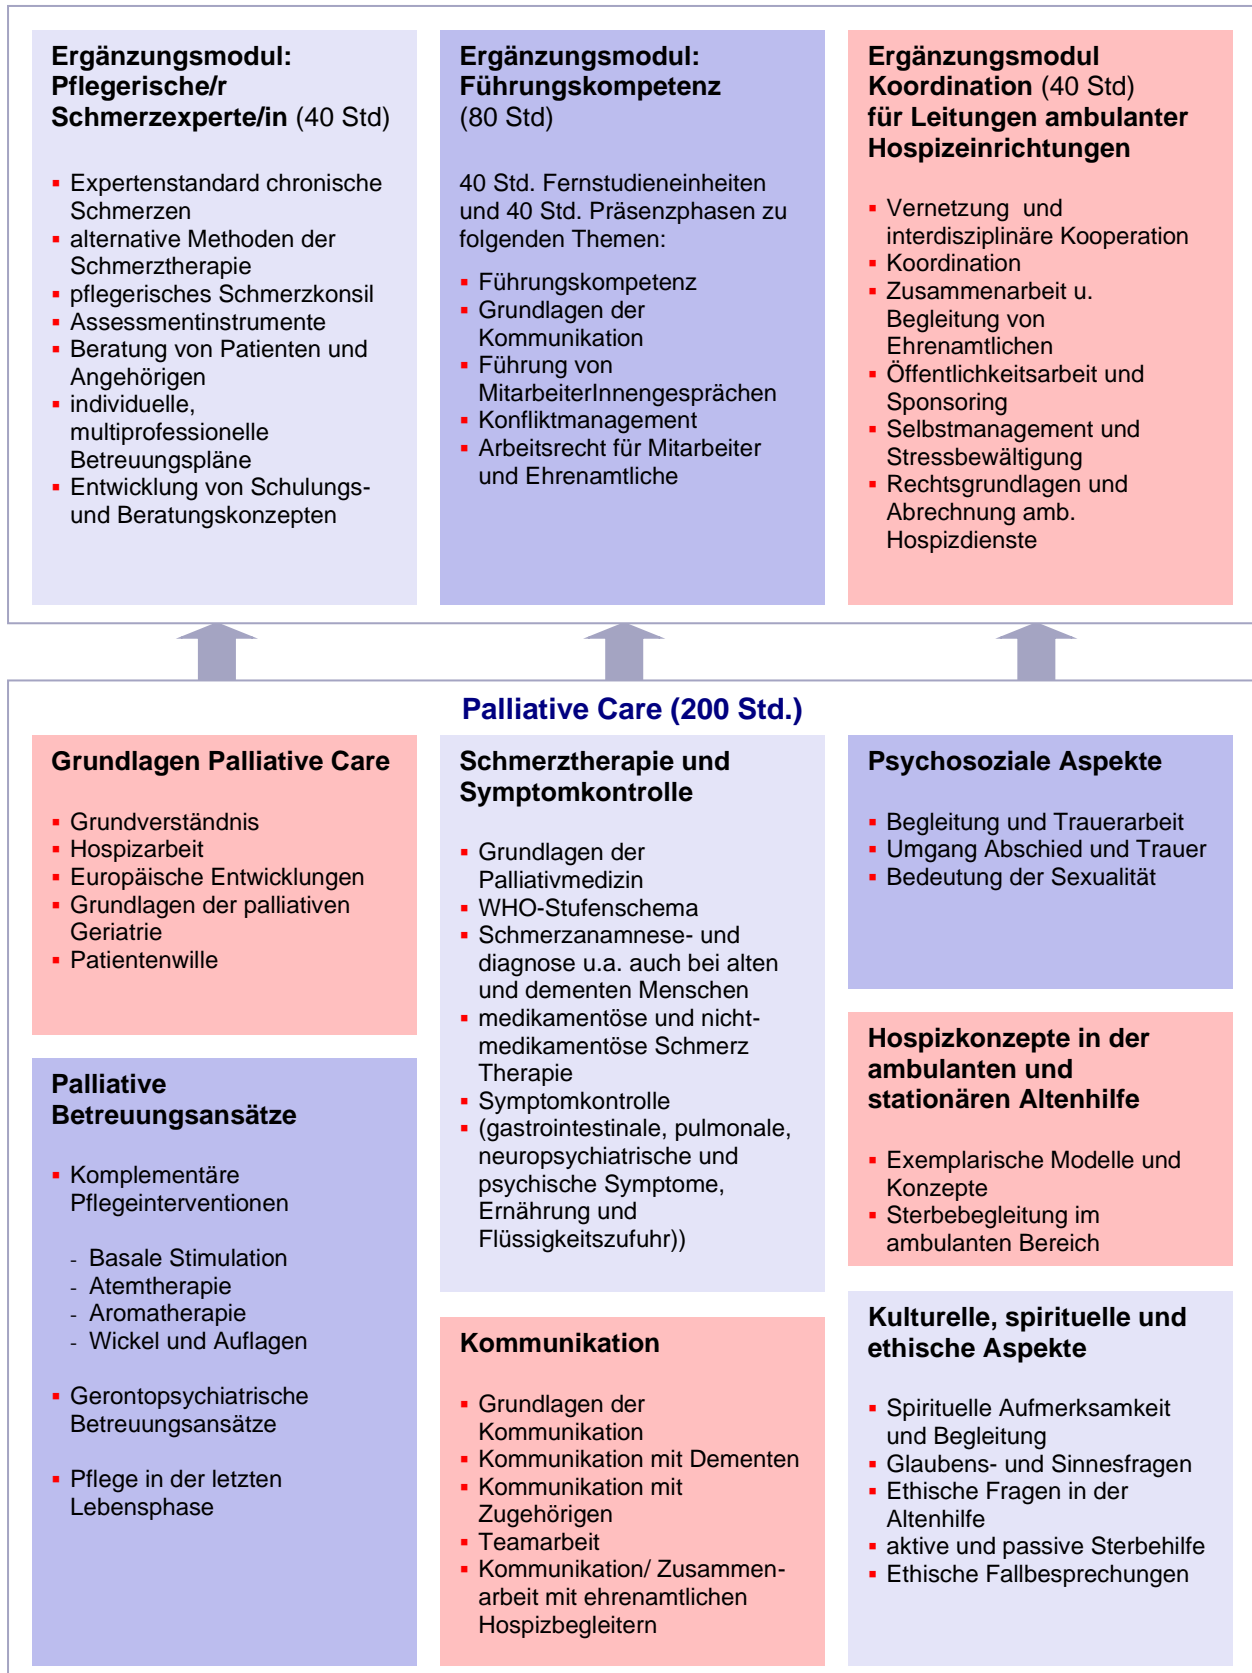 Ergänzungsmodul:
Pflegerische/r
Schmerzexperte/in (40 Std)
▪ Expertenstandard chronische
Schmerzen
▪ alternative Methoden der
Schmerztherapie
▪ pflegerisches Schmerzkonsil
▪ Assessmentinstrumente
▪ Beratung von Patienten und
Angehörigen
▪ individuelle,
multiprofessionelle
Betreuungspläne
▪ Entwicklung von Schulungs-
und Beratungskonzepten
Ergänzungsmodul:
Führungskompetenz
(80 Std)
40 Std. Fernstudieneinheiten
und 40 Std. Präsenzphasen zu
folgenden Themen:
▪ Führungskompetenz
▪ Grundlagen der
Kommunikation
▪ Führung von
MitarbeiterInnengesprächen
▪ Konfliktmanagement
▪ Arbeitsrecht für Mitarbeiter
und Ehrenamtliche
Ergänzungsmodul
Koordination (40 Std)
für Leitungen ambulanter
Hospizeinrichtungen
▪ Vernetzung und
interdisziplinäre Kooperation
▪ Koordination
▪ Zusammenarbeit u.
Begleitung von
Ehrenamtlichen
▪ Öffentlichkeitsarbeit und
Sponsoring
▪ Selbstmanagement und
Stressbewältigung
▪ Rechtsgrundlagen und
Abrechnung amb.
Hospizdienste
Palliative Care (200 Std.)
Grundlagen Palliative Care
▪ Grundverständnis
▪ Hospizarbeit
▪ Europäische Entwicklungen
▪ Grundlagen der palliativen
Geriatrie
▪ Patientenwille
Palliative
Betreuungsansätze
▪ Komplementäre
Pflegeinterventionen
- Basale Stimulation
- Atemtherapie
- Aromatherapie
- Wickel und Auflagen
▪ Gerontopsychiatrische
Betreuungsansätze
▪ Pflege in der letzten
Lebensphase
Schmerztherapie und
Symptomkontrolle
▪ Grundlagen der
Palliativmedizin
▪ WHO-Stufenschema
▪ Schmerzanamnese- und
diagnose u.a. auch bei alten
und dementen Menschen
▪ medikamentöse und nicht-
medikamentöse Schmerz
Therapie
▪ Symptomkontrolle
▪ (gastrointestinale, pulmonale,
neuropsychiatrische und
psychische Symptome,
Ernährung und
Flüssigkeitszufuhr))
Kommunikation
▪ Grundlagen der
Kommunikation
▪ Kommunikation mit Dementen
▪ Kommunikation mit
Zugehörigen
▪ Teamarbeit
▪ Kommunikation/ Zusammen-
arbeit mit ehrenamtlichen
Hospizbegleitern
Psychosoziale Aspekte
▪ Begleitung und Trauerarbeit
▪ Umgang Abschied und Trauer
▪ Bedeutung der Sexualität
Hospizkonzepte in der
ambulanten und
stationären Altenhilfe
▪ Exemplarische Modelle und
Konzepte
▪ Sterbebegleitung im
ambulanten Bereich
Kulturelle, spirituelle und
ethische Aspekte
▪ Spirituelle Aufmerksamkeit
und Begleitung
▪ Glaubens- und Sinnesfragen
▪ Ethische Fragen in der
Altenhilfe
▪ aktive und passive Sterbehilfe
▪ Ethische Fallbesprechungen